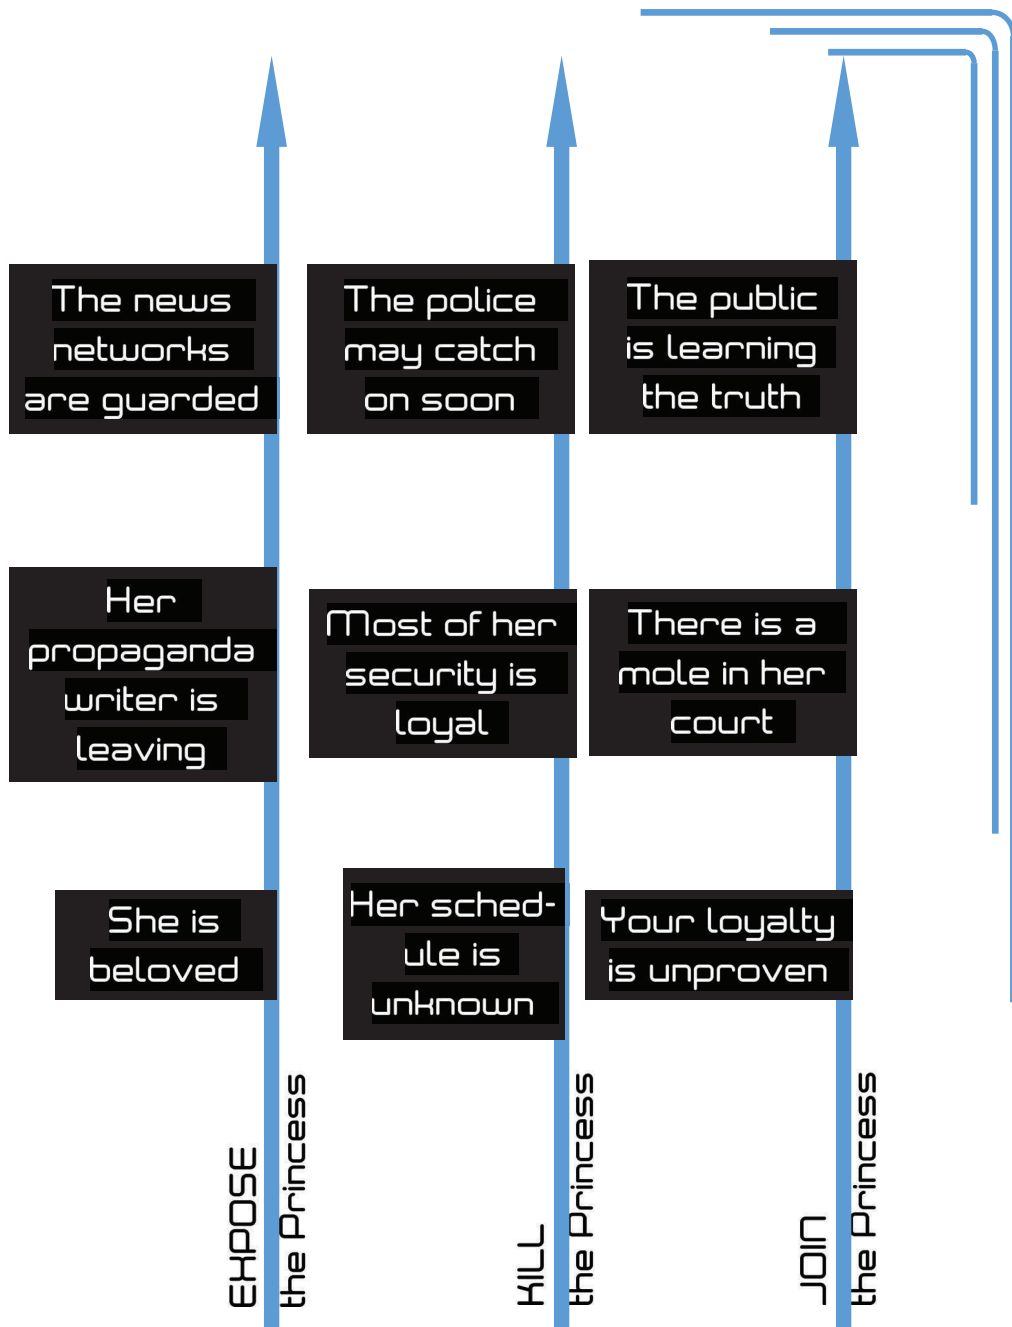 The news
networks
are guarded
The police
may catch
on soon
The public
is learning
the truth
Her
propaganda
writer is
leaving
Most of her
security is
loyal
There is a
mole in her
court
She is
beloved
Her sched-
ule is
unknown
Your loyalty
is unproven
EXPOSE
the Princess
KILL
the Princess
JOIN
the Princess